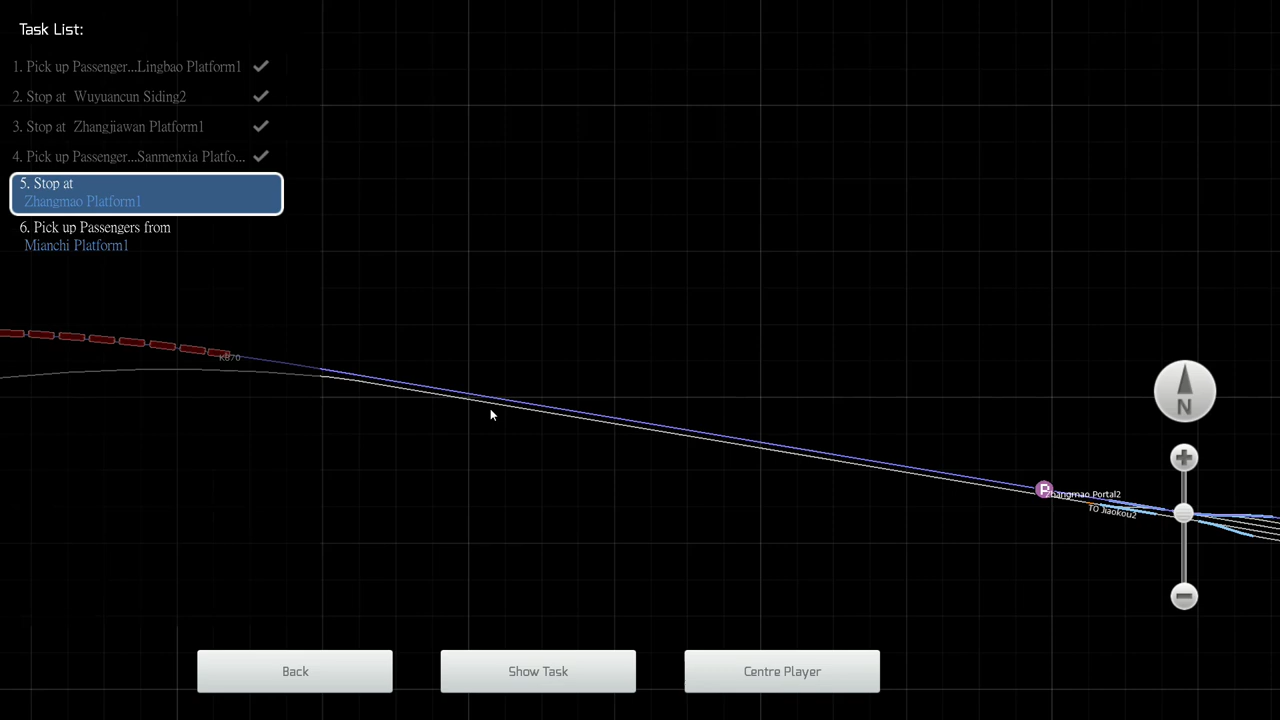 Task List:
1. Pick up Passenger...Lingbao Platform1
2. Stop at Wuyuancun Siding2
3. Stop at Zhangjiawan Platform1
4. Pick up Passenger...Sanmenxia Platfo...
5. Stop at
Zhangmao Platform1
6. Pick up Passengers from
Mianchi Platform1
K870
P
Zhangmao Portal2
TO Jiaokou2
N
Back
Show Task
Centre Player